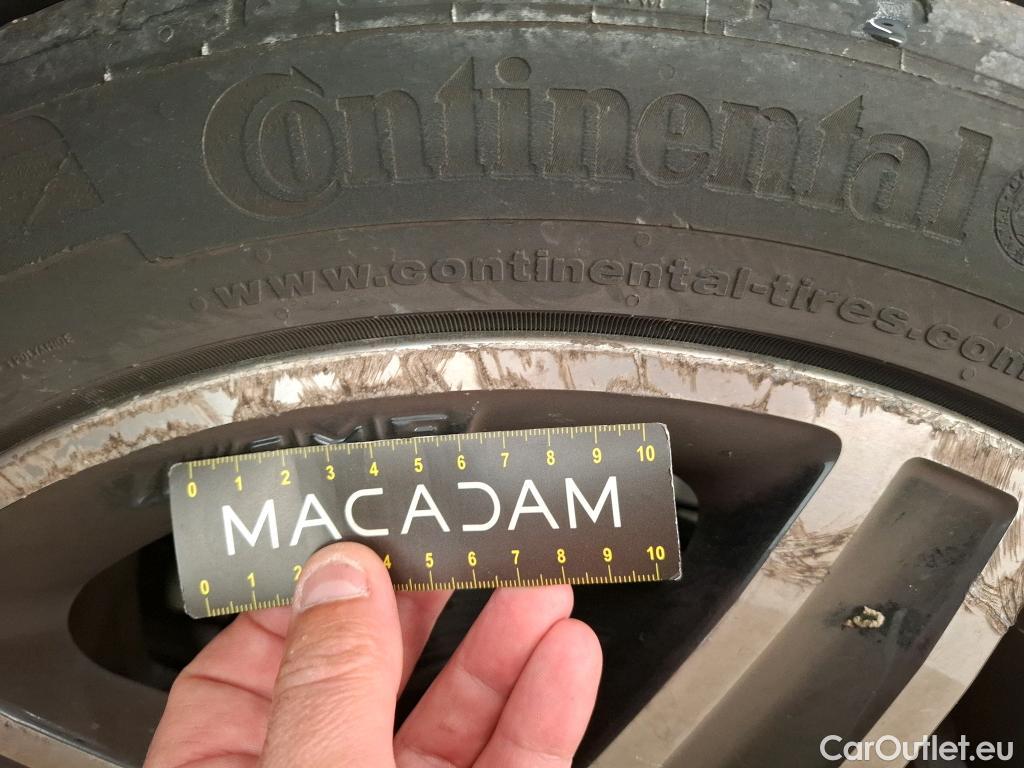 Continental
www.continental-tires.com
0 1 2 3 4 5 6 7 8 9 10
MACADAM
0 1 2 4 5 6 7 8 9 10
CarOutlet.eu